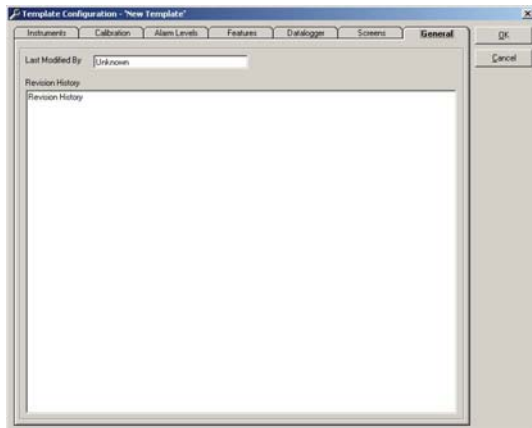 Template Configuration - 'New Template'
Instruments Calibration Alarm Levels Features Datalogger Screens General
OK
Cancel
Last Modified By Unknown
Revision History
Revision History